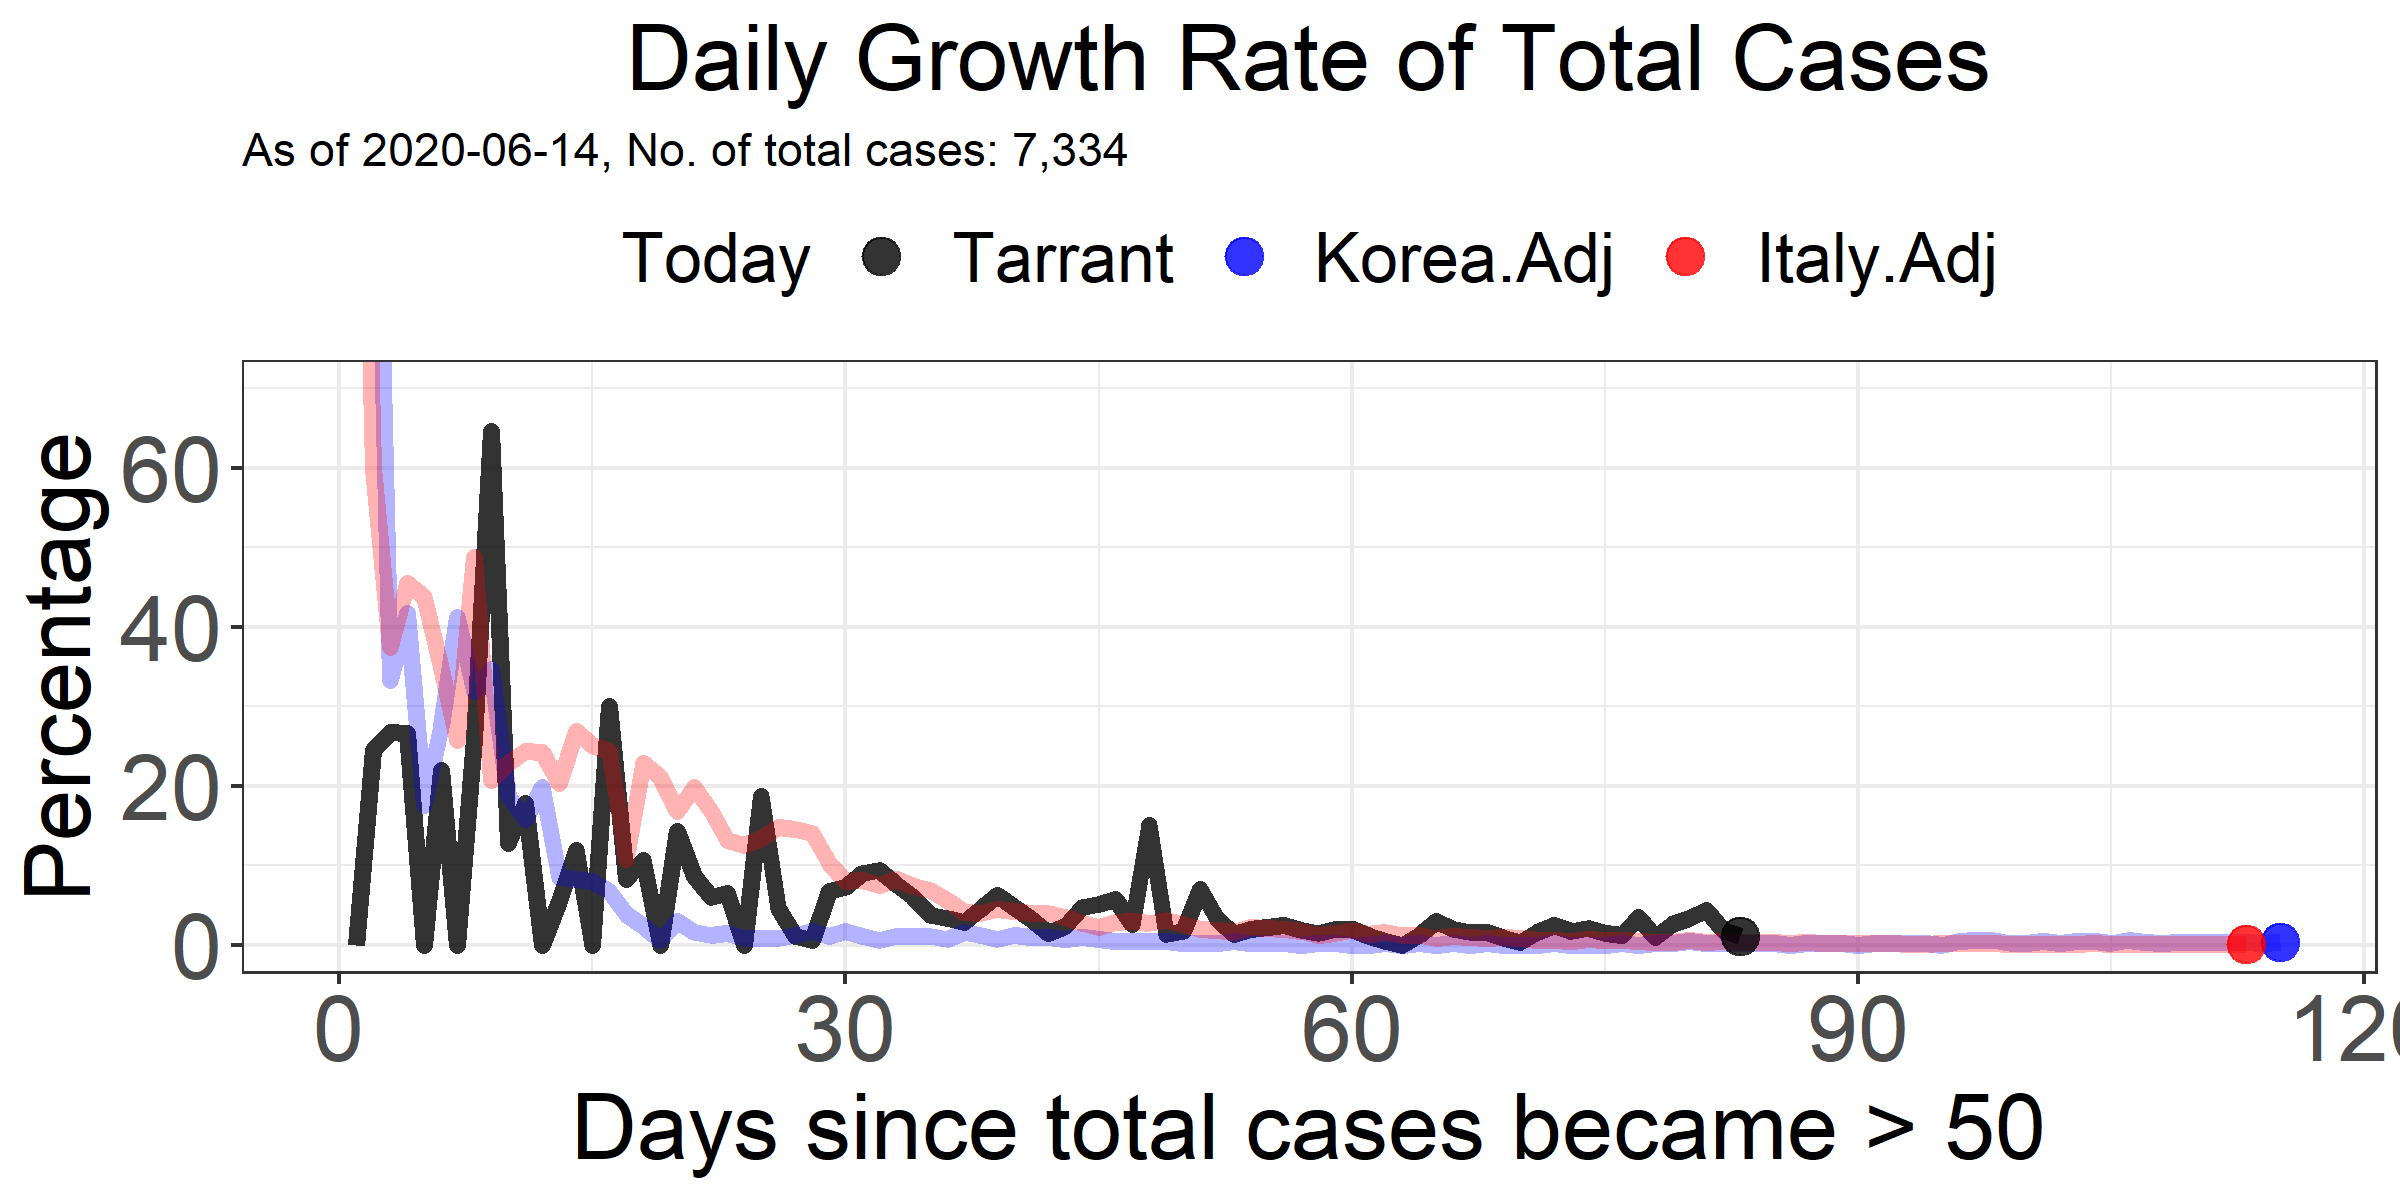 Daily Growth Rate of Total Cases
As of 2020-06-14, No. of total cases: 7,334
Today Tarrant Korea.Adj Italy.Adj
Percentage
60
40
20
0
0 30 60 90 120
Days since total cases became > 50